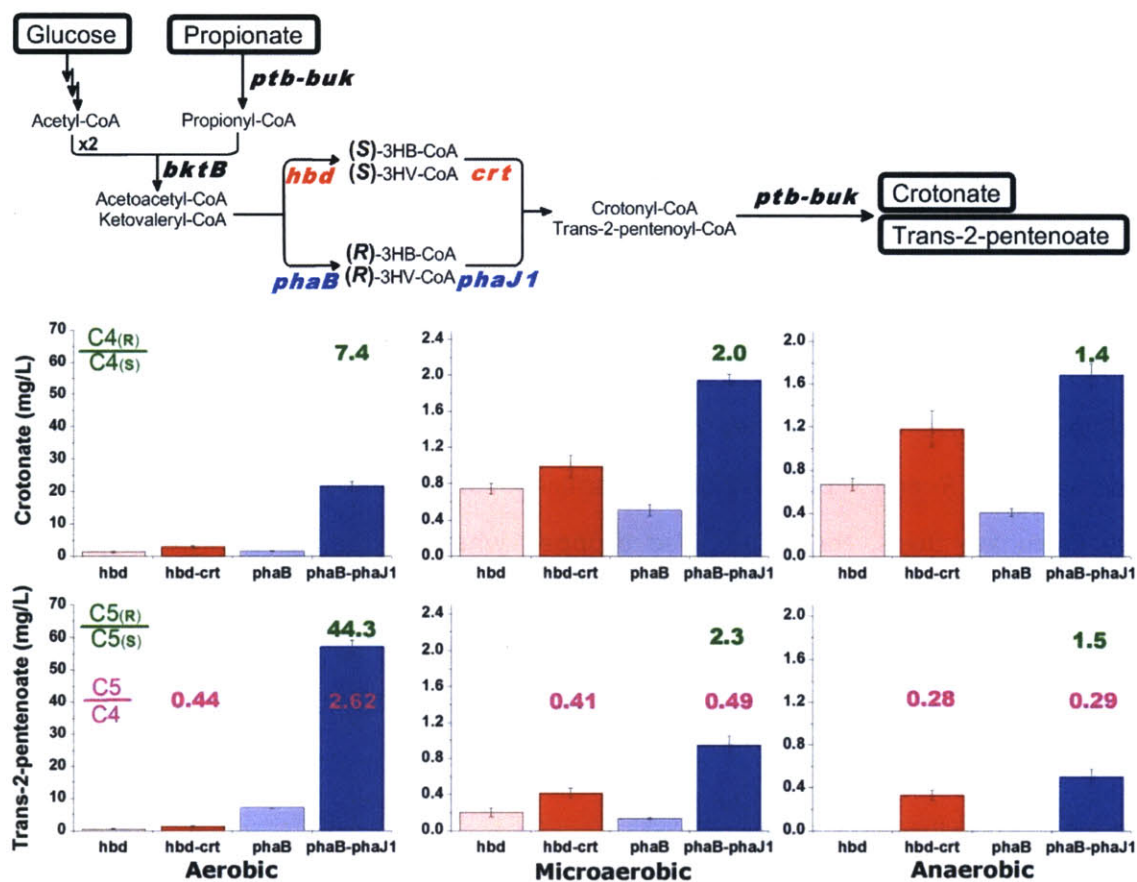 Glucose
Propionate
ptb-buk
Acetyl-CoA
Propionyl-CoA
x2
bktB
Acetoacetyl-CoA
Ketovaleryl-CoA
hbd
(S)-3HB-CoA
(S)-3HV-CoA
crt
phaB
(R)-3HB-CoA
(R)-3HV-CoA
phaJ1
Crotonyl-CoA
Trans-2-pentenoyl-CoA
ptb-buk
Crotonate
Trans-2-pentenoate
Crotonate (mg/L)
70
60
50
40
30
20
10
0
C4(R)
C4(S)
7.4
hbd hbd-crt phaB phaB-phaJ1
2.4
2.0
1.6
1.2
0.8
0.4
0.0
2.0
hbd hbd-crt phaB phaB-phaJ1
2.0
1.6
1.2
0.8
0.4
0.0
1.4
hbd hbd-crt phaB phaB-phaJ1
Trans-2-pentenoate (mg/L)
70
60
50
40
30
20
10
0
C5(R)
C5(S)
44.3
C5
C4
0.44
2.62
hbd hbd-crt phaB phaB-phaJ1
Aerobic
2.4
2.0
1.6
1.2
0.8
0.4
0.0
2.3
0.41
0.49
hbd hbd-crt phaB phaB-phaJ1
Microaerobic
2.0
1.6
1.2
0.8
0.4
0.0
1.5
0.28
0.29
hbd hbd-crt phaB phaB-phaJ1
Anaerobic